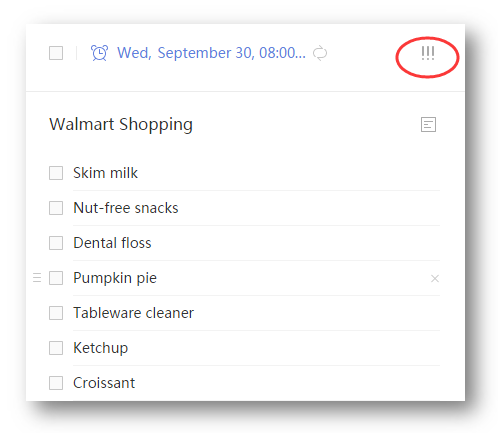 Wed, September 30, 08:00...
!!!
Walmart Shopping
Skim milk
Nut-free snacks
Dental floss
Pumpkin pie
Tableware cleaner
Ketchup
Croissant